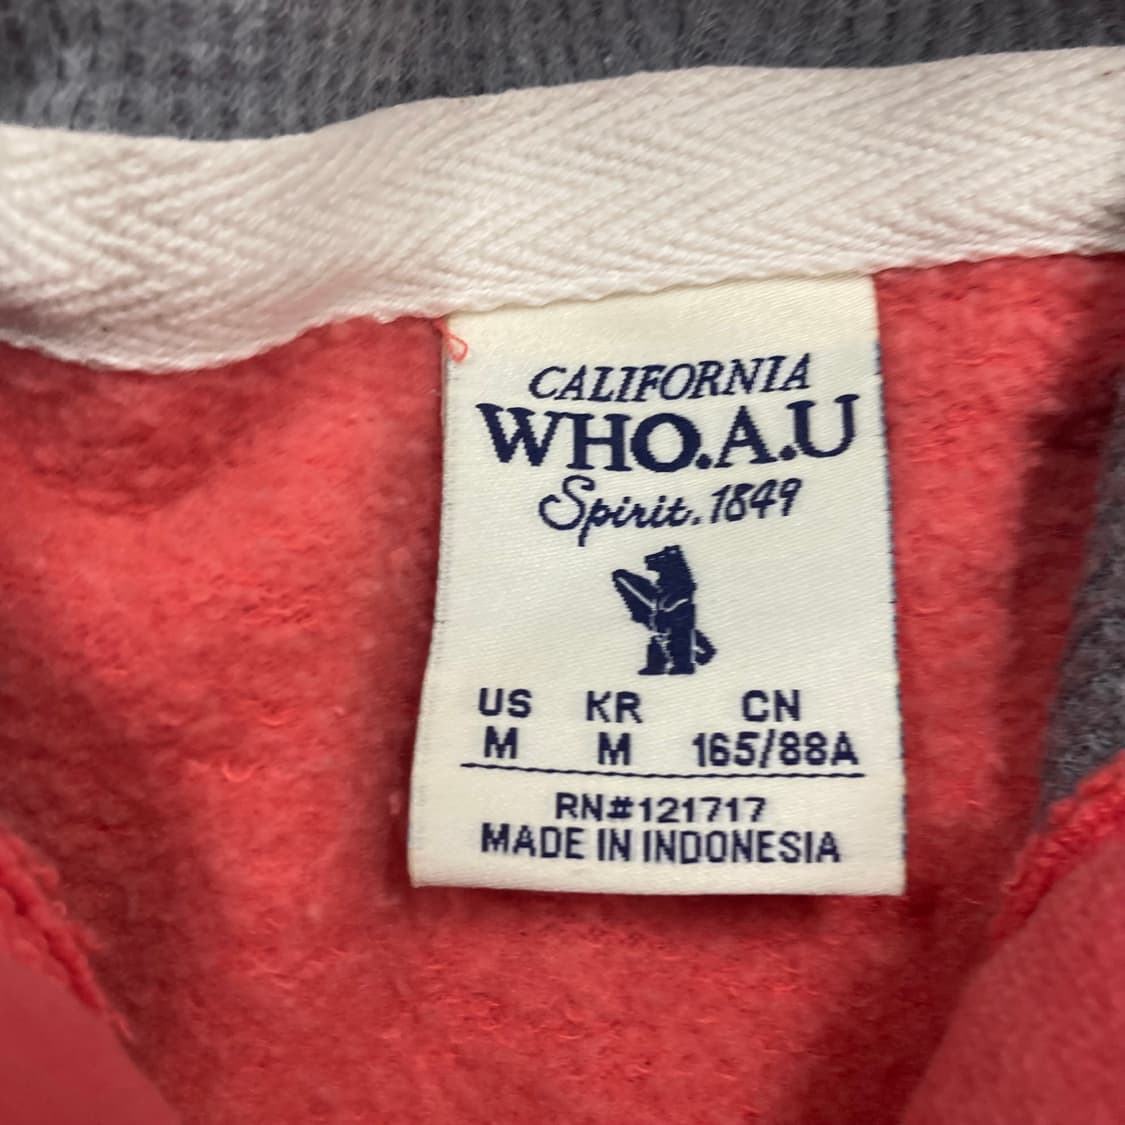 CALIFORNIA
WHO.A.U
Spirit.1849
US KR CN
M M 165/88A
RN#121717
MADE IN INDONESIA